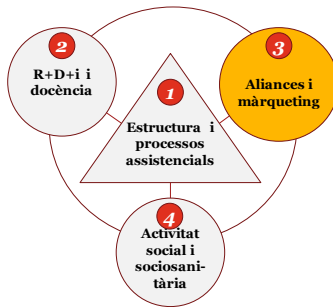 2
R+D+i i
docència
3
Aliances i
màrqueting
1
Estructura i
processos
assistencials
4
Activitat
social i
sociosani-
tària